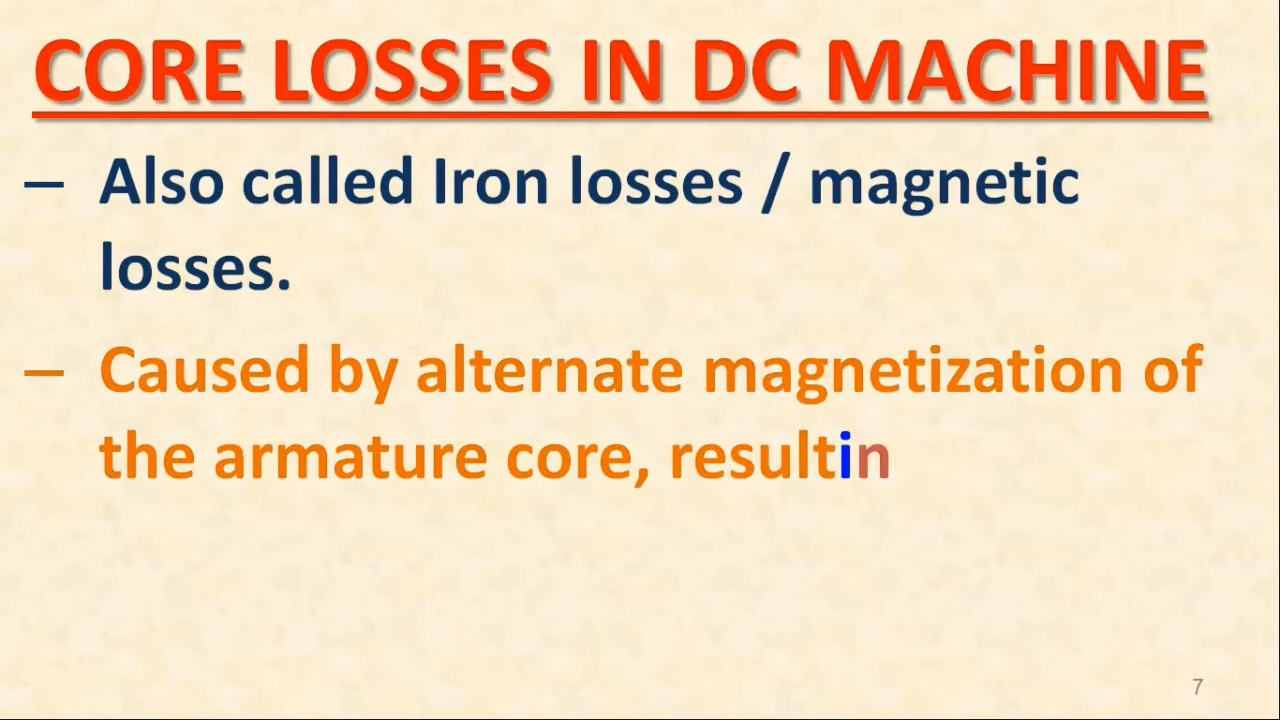 CORE LOSSES IN DC MACHINE
– Also called Iron losses / magnetic
losses.
– Caused by alternate magnetization of
the armature core, resultin
7